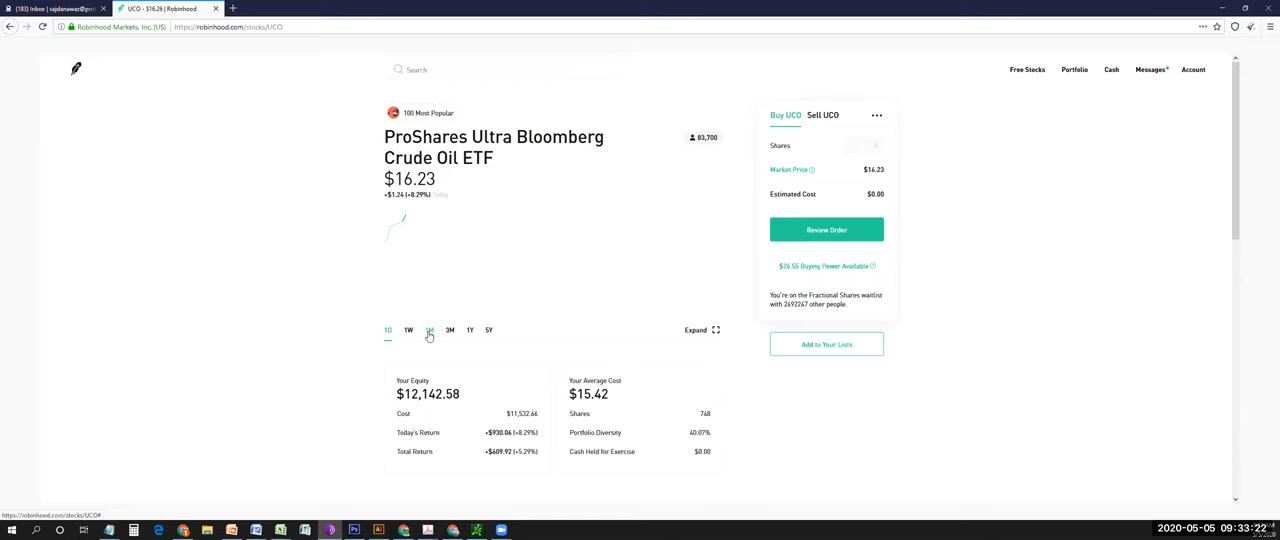 (183) Inbox | sajdanawaz@prot
UCO - $16.26 | Robinhood
Robinhood Markets, Inc. (US)
https://robinhood.com/stocks/UCO
Search
Free Stocks
Portfolio
Cash
Messages
Account
100 Most Popular
ProShares Ultra Bloomberg
Crude Oil ETF
83,700
$16.23
+$1.24 (+8.29%) Today
1D 1W 1M 3M 1Y 5Y
Expand
Your Equity
$12,142.58
Cost $11,532.66
Today's Return +$930.06 (+8.29%)
Total Return +$609.92 (+5.29%)
Your Average Cost
$15.42
Shares 748
Portfolio Diversity 40.07%
Cash Held for Exercise $0.00
Buy UCO Sell UCO
Shares
Market Price $16.23
Estimated Cost $0.00
Review Order
$26.55 Buying Power Available
You're on the Fractional Shares waitlist
with 2692247 other people.
Add to Your Lists
https://robinhood.com/stocks/UCO#
2020-05-05 09:33:22